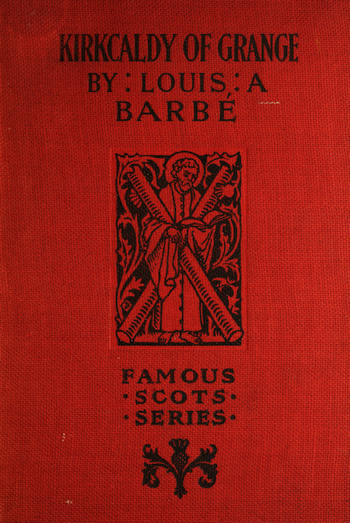 KIRKCALDY OF GRANGE
BY : LOUIS : A
BARBÉ
FAMOUS
· SCOTS ·
· SERIES ·